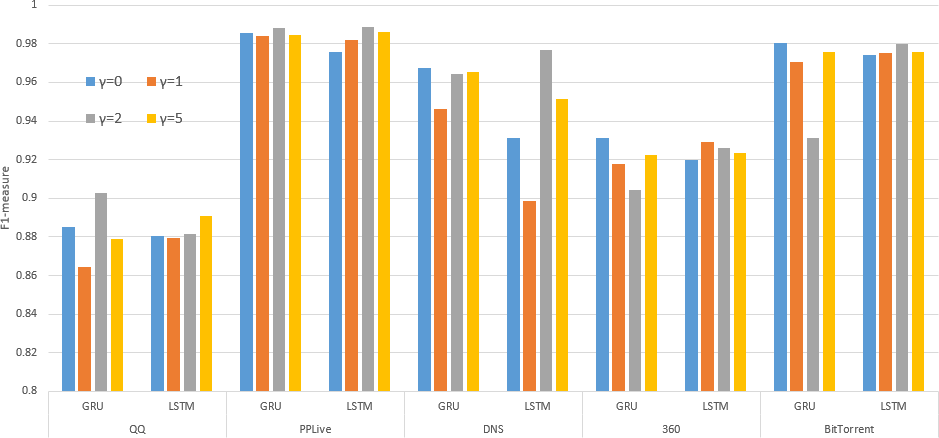 1
0.98
0.96
0.94
0.92
0.9
0.88
0.86
0.84
0.82
0.8
F1-measure
γ=0 γ=1
γ=2 γ=5
GRU LSTM GRU LSTM GRU LSTM GRU LSTM GRU LSTM
QQ PPLive DNS 360 BitTorrent